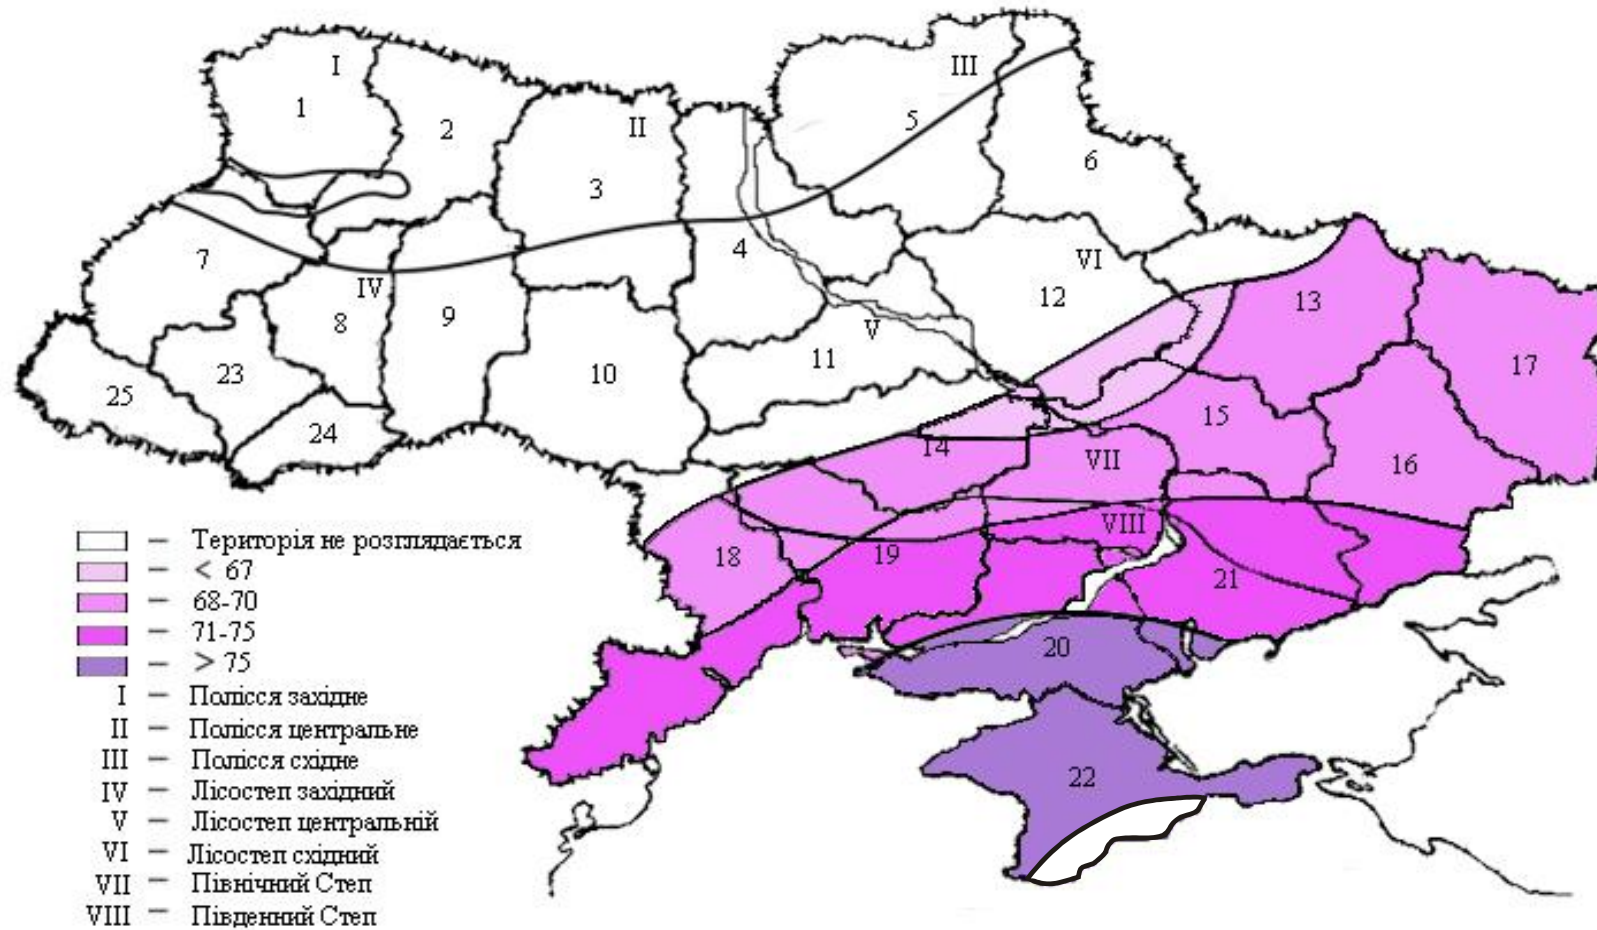 I
III
1
2
II
5
3
6
4
7
VI
IV
12
13
8
9
V
11
17
23
10
25
15
24
14
VII
16
VIII
18
19
21
20
22
– Територія не розглядається
– < 67
– 68-70
– 71-75
– > 75
I – Полісся західне
II – Полісся центральне
III – Полісся східне
IV – Лісостеп західний
V – Лісостеп центральній
VI – Лісостеп східний
VII – Північний Степ
VIII – Південний Степ